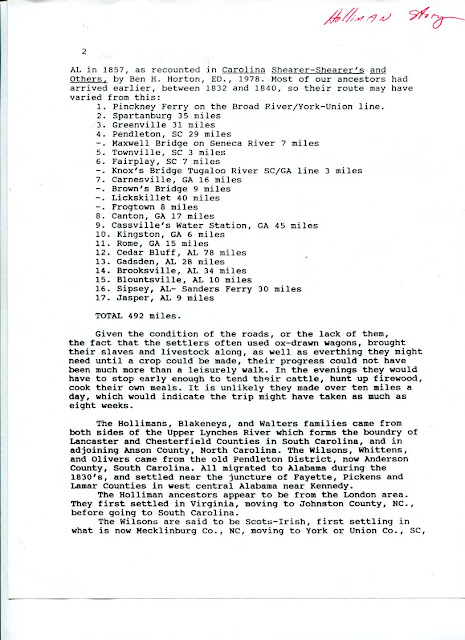 Holliman Story
2
AL in 1857, as recounted in Carolina Shearer-Shearer's and
Others, by Ben H. Horton, ED., 1978. Most of our ancestors had
arrived earlier, between 1832 and 1840, so their route may have
varied from this:
1. Pinckney Ferry on the Broad River/York-Union line.
2. Spartanburg 35 miles
3. Greenville 31 miles
4. Pendleton, SC 29 miles
-. Maxwell Bridge on Seneca River 7 miles
5. Townville, SC 3 miles
6. Fairplay, SC 7 miles
-. Knox's Bridge Tugaloo River SC/GA line 3 miles
7. Carnesville, GA 16 miles
-. Brown's Bridge 9 miles
-. Lickskillet 40 miles
-. Frogtown 8 miles
8. Canton, GA 17 miles
9. Cassville's Water Station, GA 45 miles
10. Kingston, GA 6 miles
11. Rome, GA 15 miles
12. Cedar Bluff, AL 78 miles
13. Gadsden, AL 28 miles
14. Brooksville, AL 34 miles
15. Blountsville, AL 10 miles
16. Sipsey, AL- Sanders Ferry 30 miles
17. Jasper, AL 9 miles
TOTAL 492 miles.
Given the condition of the roads, or the lack of them,
the fact that the settlers often used ox-drawn wagons, brought
their slaves and livestock along, as well as everthing they might
need until a crop could be made, their progress could not have
been much more than a leisurely walk. In the evenings they would
have to stop early enough to tend their cattle, hunt up firewood,
cook their own meals. It is unlikely they made over ten miles a
day, which would indicate the trip might have taken as much as
eight weeks.
The Hollimans, Blakeneys, and Walters families came from
both sides of the Upper Lynches River which forms the boundry of
Lancaster and Chesterfield Counties in South Carolina, and in
adjoining Anson County, North Carolina. The Wilsons, Whittens,
and Olivers came from the old Pendleton District, now Anderson
County, South Carolina. All migrated to Alabama during the
1830's, and settled near the juncture of Fayette, Pickens and
Lamar Counties in west central Alabama near Kennedy.
The Holliman ancestors appear to be from the London area.
They first settled in Virginia, moving to Johnston County, NC.,
before going to South Carolina.
The Wilsons are said to be Scots-Irish, first settling in
what is now Mecklinburg Co., NC, moving to York or Union Co., SC,